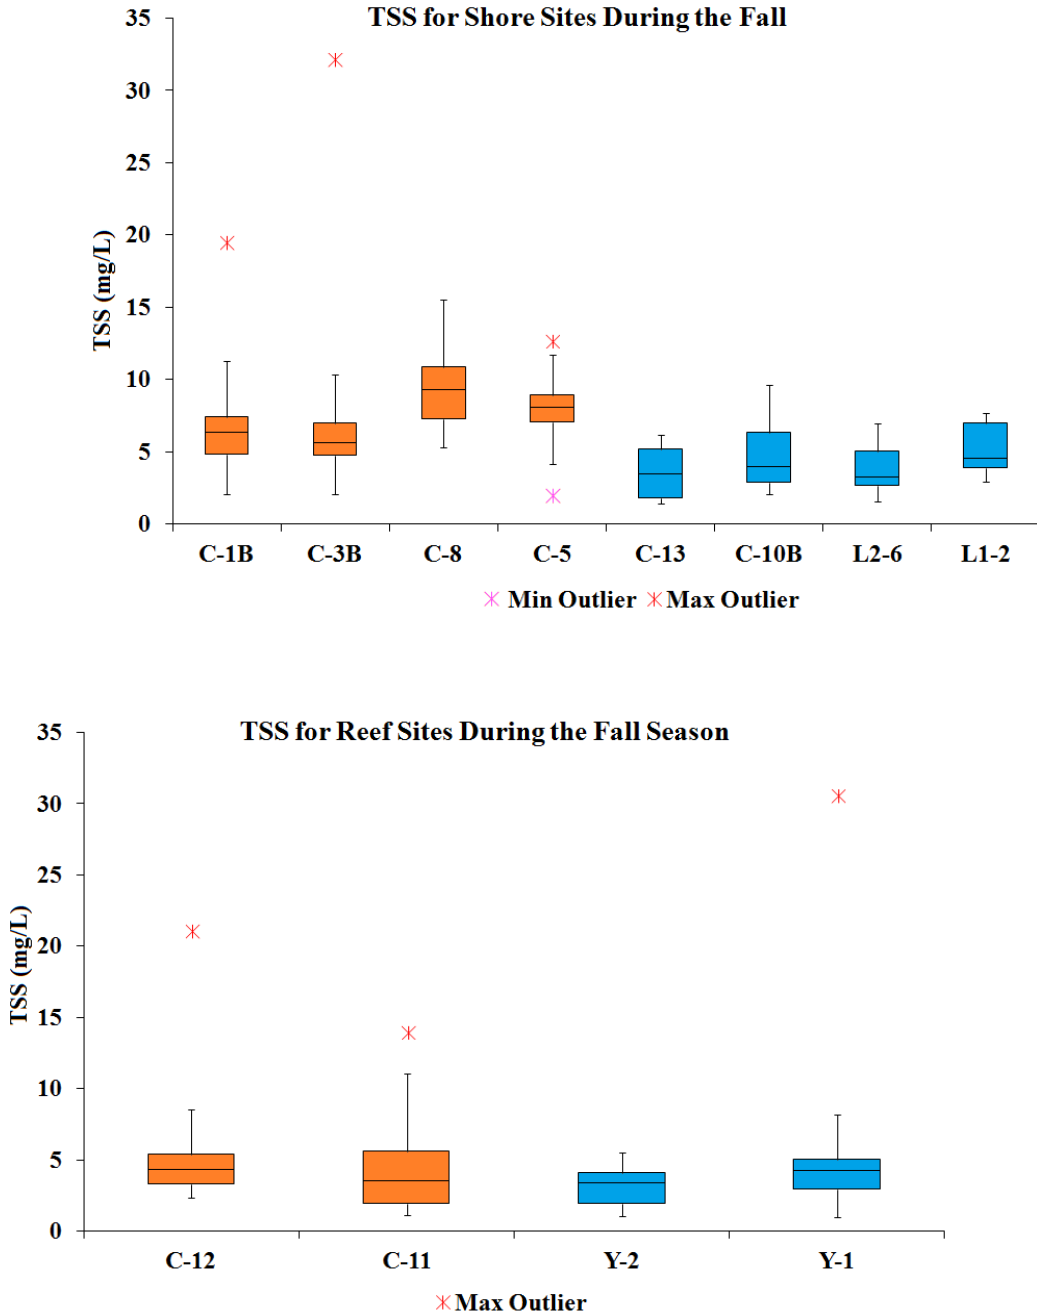 TSS for Shore Sites During the Fall
35
30
25
20
15
10
5
0
TSS (mg/L)
C-1B C-3B C-8 C-5 C-13 C-10B L2-6 L1-2
Min Outlier Max Outlier
TSS for Reef Sites During the Fall Season
35
30
25
20
15
10
5
0
TSS (mg/L)
C-12 C-11 Y-2 Y-1
Max Outlier